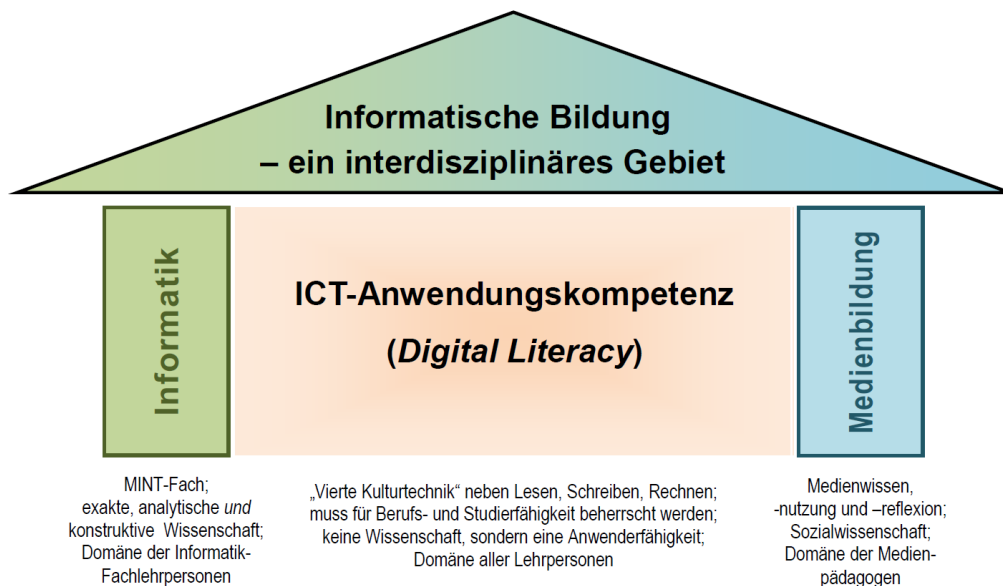 Informatische Bildung
– ein interdisziplinäres Gebiet
Informatik
ICT-Anwendungskompetenz
(Digital Literacy)
Medienbildung
MINT-Fach;
exakte, analytische und
konstruktive Wissenschaft;
Domäne der Informatik-
Fachlehrpersonen
„Vierte Kulturtechnik“ neben Lesen, Schreiben, Rechnen;
muss für Berufs- und Studierfähigkeit beherrscht werden;
keine Wissenschaft, sondern eine Anwenderfähigkeit;
Domäne aller Lehrpersonen
Medienwissen,
-nutzung und –reflexion;
Sozialwissenschaft;
Domäne der Medien-
pädagogen